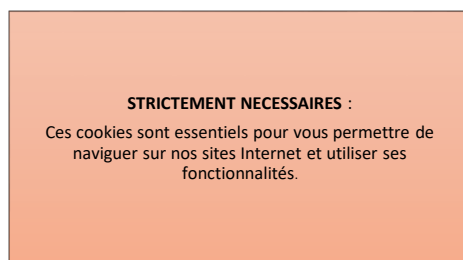 STRICTEMENT NECESSAIRES :
Ces cookies sont essentiels pour vous permettre de
naviguer sur nos sites Internet et utiliser ses
fonctionnalités.